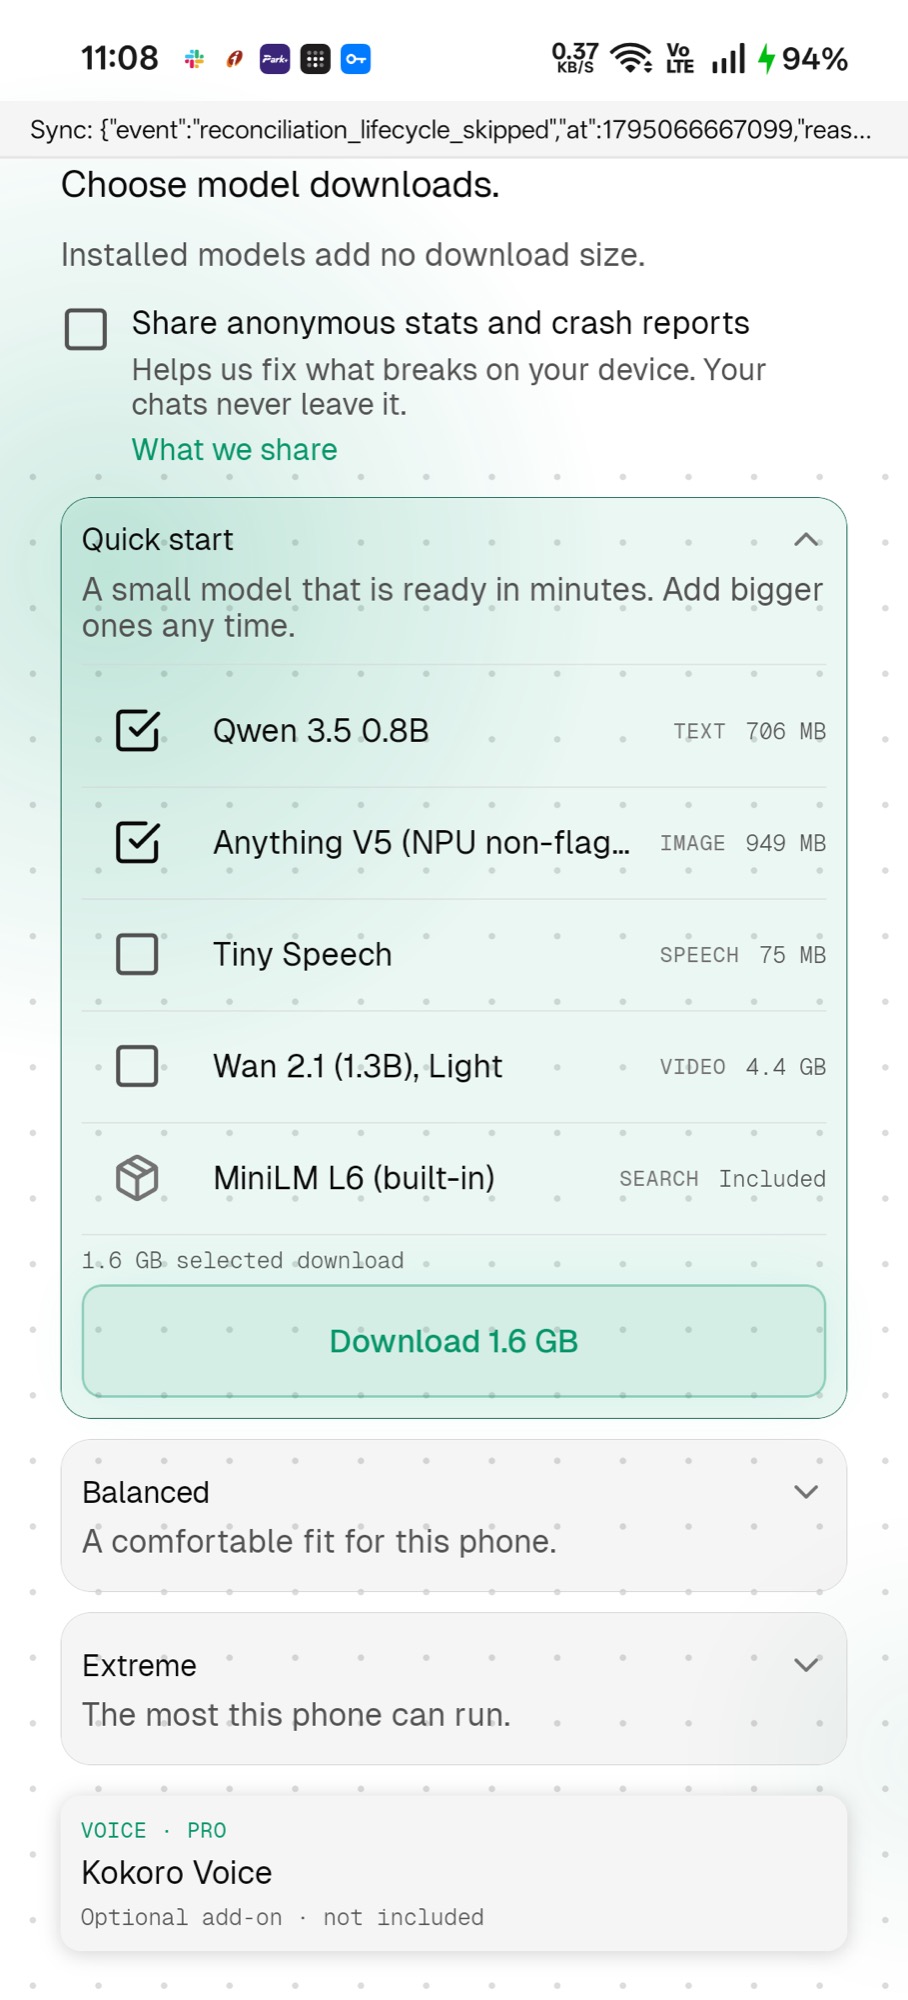 11:08
Park+
0.37 KB/S
Vo LTE
94%
Sync: {"event":"reconciliation_lifecycle_skipped","at":1795066667099,"reas...
Choose model downloads.
Installed models add no download size.
Share anonymous stats and crash reports
Helps us fix what breaks on your device. Your
chats never leave it.
What we share
Quick start
A small model that is ready in minutes. Add bigger
ones any time.
Qwen 3.5 0.8B TEXT 706 MB
Anything V5 (NPU non-flag... IMAGE 949 MB
Tiny Speech SPEECH 75 MB
Wan 2.1 (1.3B), Light VIDEO 4.4 GB
MiniLM L6 (built-in) SEARCH Included
1.6 GB selected download
Download 1.6 GB
Balanced
A comfortable fit for this phone.
Extreme
The most this phone can run.
VOICE · PRO
Kokoro Voice
Optional add-on · not included